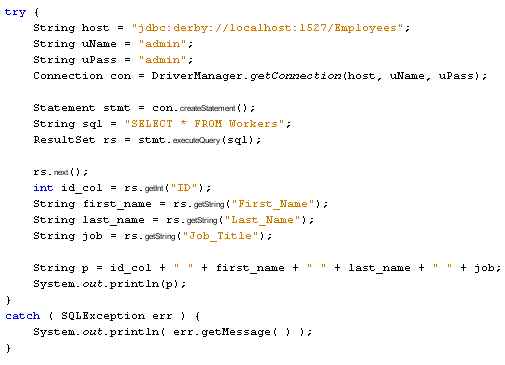 try {
String host = "jdbc:derby://localhost:1527/Employees";
String uName = "admin";
String uPass = "admin";
Connection con = DriverManager.getConnection(host, uName, uPass);
Statement stmt = con.createStatement();
String sql = "SELECT * FROM Workers";
ResultSet rs = stmt.executeQuery(sql);
rs.next();
int id_col = rs.getInt("ID");
String first_name = rs.getString("First_Name");
String last_name = rs.getString("Last_Name");
String job = rs.getString("Job_Title");
String p = id_col + " " + first_name + " " + last_name + " " + job;
System.out.println(p);
}
catch ( SQLException err ) {
System.out.println( err.getMessage( ) );
}